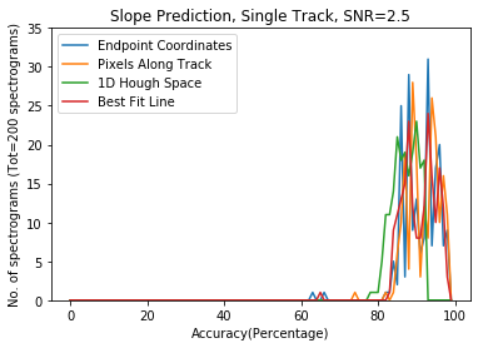 Slope Prediction, Single Track, SNR=2.5
No. of spectrograms (Tot=200 spectrograms)
35
30
25
20
15
10
5
0
Endpoint Coordinates
Pixels Along Track
1D Hough Space
Best Fit Line
0 20 40 60 80 100
Accuracy(Percentage)